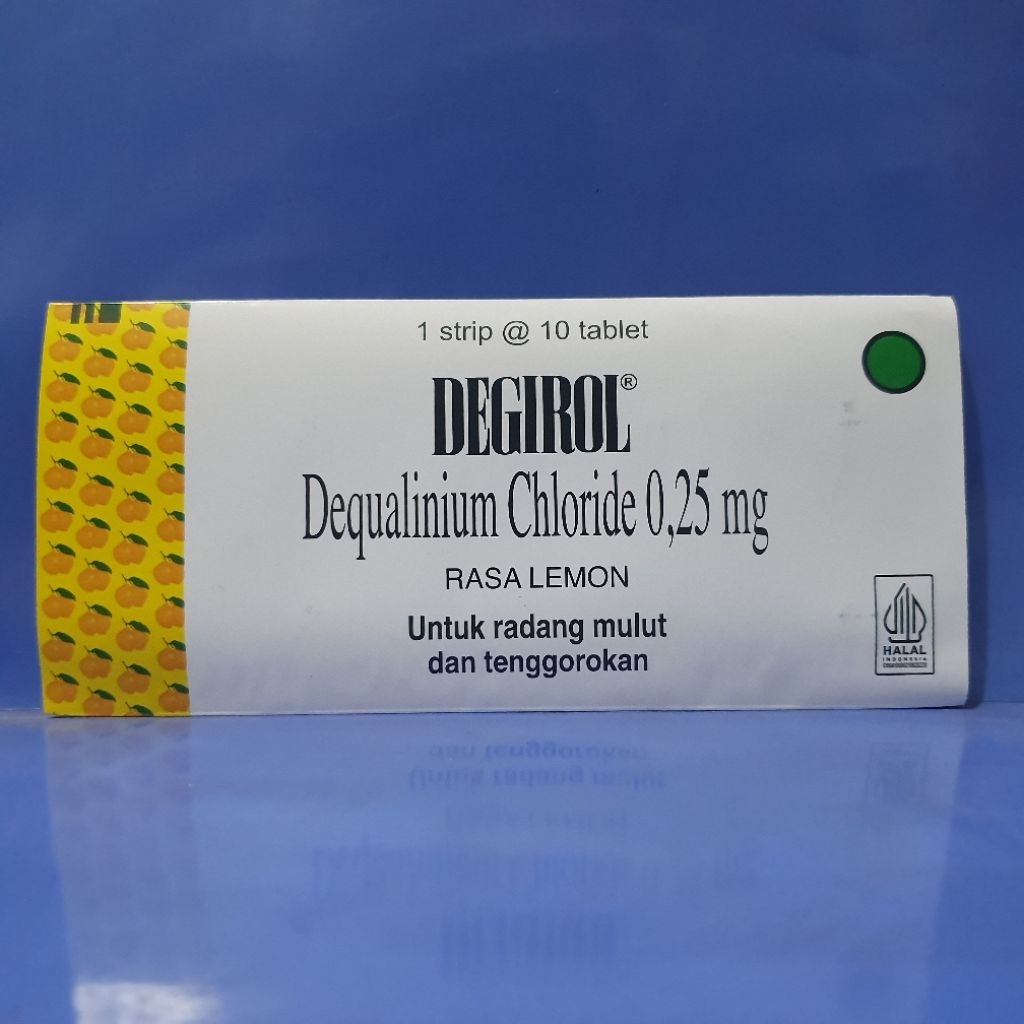 1 strip @ 10 tablet
DEGIROL®
Dequalinium Chloride 0,25 mg
RASA LEMON
Untuk radang mulut
dan tenggorokan
HALAL
INDONESIA